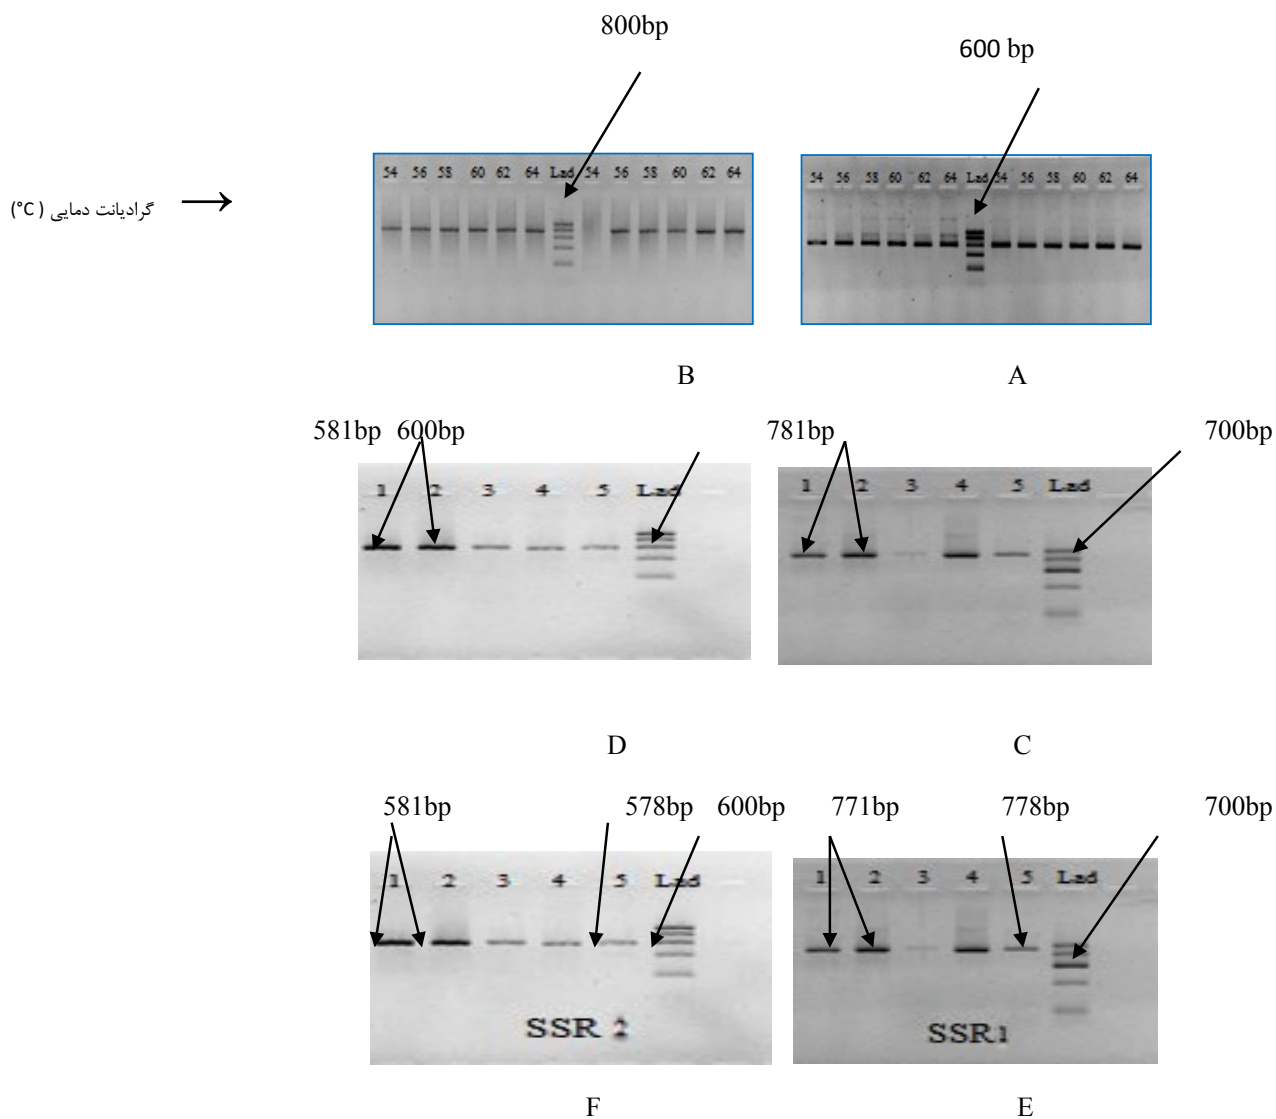 800bp
600 bp
54 56 58 60 62 64 Lad 54 56 58 60 62 64
54 56 58 60 62 64 Lad 54 56 58 60 62 64
گرادیانت دمایی (°C) →
B
A
581bp 600bp
781bp
700bp
1 2 3 4 5 Lad
1 2 3 4 5 Lad
D
C
581bp
578bp
600bp
771bp
778bp
700bp
1 2 3 4 5 Lad
1 2 3 4 5 Lad
SSR 2
SSR1
F
E